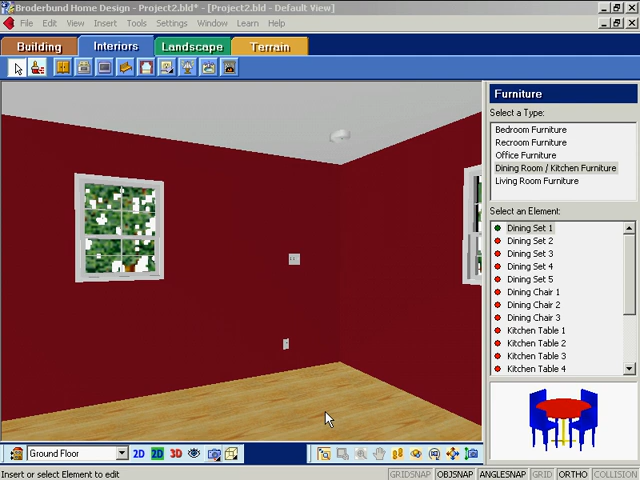 Broderbund Home Design - Project2.bld* - [Project2.bld - Default View]
File Edit View Insert Tools Settings Window Learn Help
Building Interiors Landscape Terrain
Furniture
Select a Type:
Bedroom Furniture
Recroom Furniture
Office Furniture
Dining Room / Kitchen Furniture
Living Room Furniture
Select an Element:
Dining Set 1
Dining Set 2
Dining Set 3
Dining Set 4
Dining Set 5
Dining Chair 1
Dining Chair 2
Dining Chair 3
Kitchen Table 1
Kitchen Table 2
Kitchen Table 3
Kitchen Table 4
Ground Floor 2D 2D 3D
Insert or select Element to edit GRIDSNAP OBJSNAP ANGLESNAP GRID ORTHO COLLISION